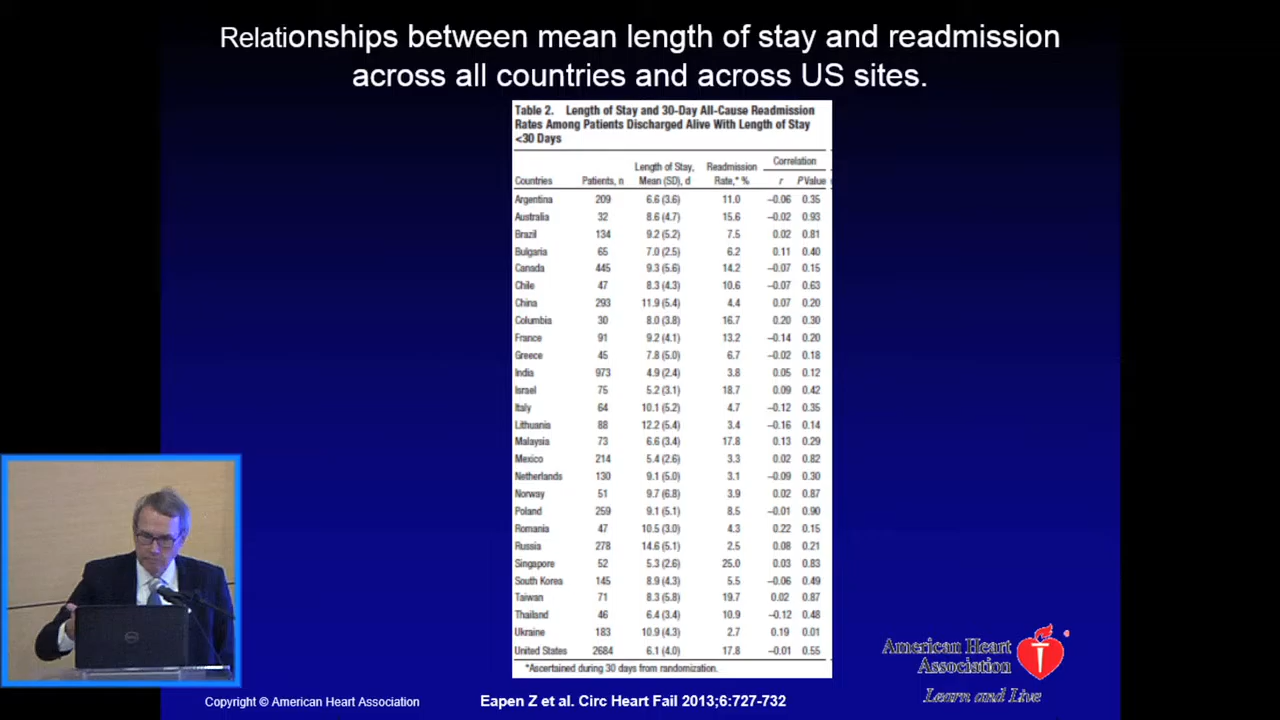 Relationships between mean length of stay and readmission
across all countries and across US sites.
Table 2. Length of Stay and 30-Day All-Cause Readmission
Rates Among Patients Discharged Alive With Length of Stay
<30 Days
Length of Stay, Readmission Correlation
Countries Patients, n Mean (SD), d Rate,* % r P Value
Argentina 209 6.6 (3.6) 11.0 −0.06 0.35
Australia 32 8.6 (4.7) 15.6 −0.02 0.93
Brazil 134 9.2 (5.2) 7.5 0.02 0.81
Bulgaria 65 7.0 (2.5) 6.2 0.11 0.40
Canada 445 9.3 (5.6) 14.2 −0.07 0.15
Chile 47 8.3 (4.3) 10.6 −0.07 0.63
China 293 11.9 (5.4) 4.4 0.07 0.20
Columbia 30 8.0 (3.8) 16.7 0.20 0.30
France 91 9.2 (4.1) 13.2 −0.14 0.20
Greece 45 7.8 (5.0) 6.7 −0.02 0.18
India 973 4.9 (2.4) 3.8 0.05 0.12
Israel 75 5.2 (3.1) 18.7 0.09 0.42
Italy 64 10.1 (5.2) 4.7 −0.12 0.35
Lithuania 88 12.2 (5.4) 3.4 −0.16 0.14
Malaysia 73 6.6 (3.4) 17.8 0.13 0.29
Mexico 214 5.4 (2.6) 3.3 0.02 0.82
Netherlands 130 9.1 (5.0) 3.1 −0.09 0.30
Norway 51 9.7 (6.8) 3.9 0.02 0.87
Poland 259 9.1 (5.1) 8.5 −0.01 0.90
Romania 47 10.5 (3.0) 4.3 0.22 0.15
Russia 278 14.6 (5.1) 2.5 0.08 0.21
Singapore 52 5.3 (2.6) 25.0 0.03 0.83
South Korea 145 8.9 (4.3) 5.5 −0.06 0.49
Taiwan 71 8.3 (5.8) 19.7 0.02 0.87
Thailand 46 6.4 (3.4) 10.9 −0.12 0.48
Ukraine 183 10.9 (4.3) 2.7 0.19 0.01
United States 2684 6.1 (4.0) 17.8 −0.01 0.55
*Ascertained during 30 days from randomization.
American Heart
Association
Learn and Live
Copyright © American Heart Association
Eapen Z et al. Circ Heart Fail 2013;6:727-732